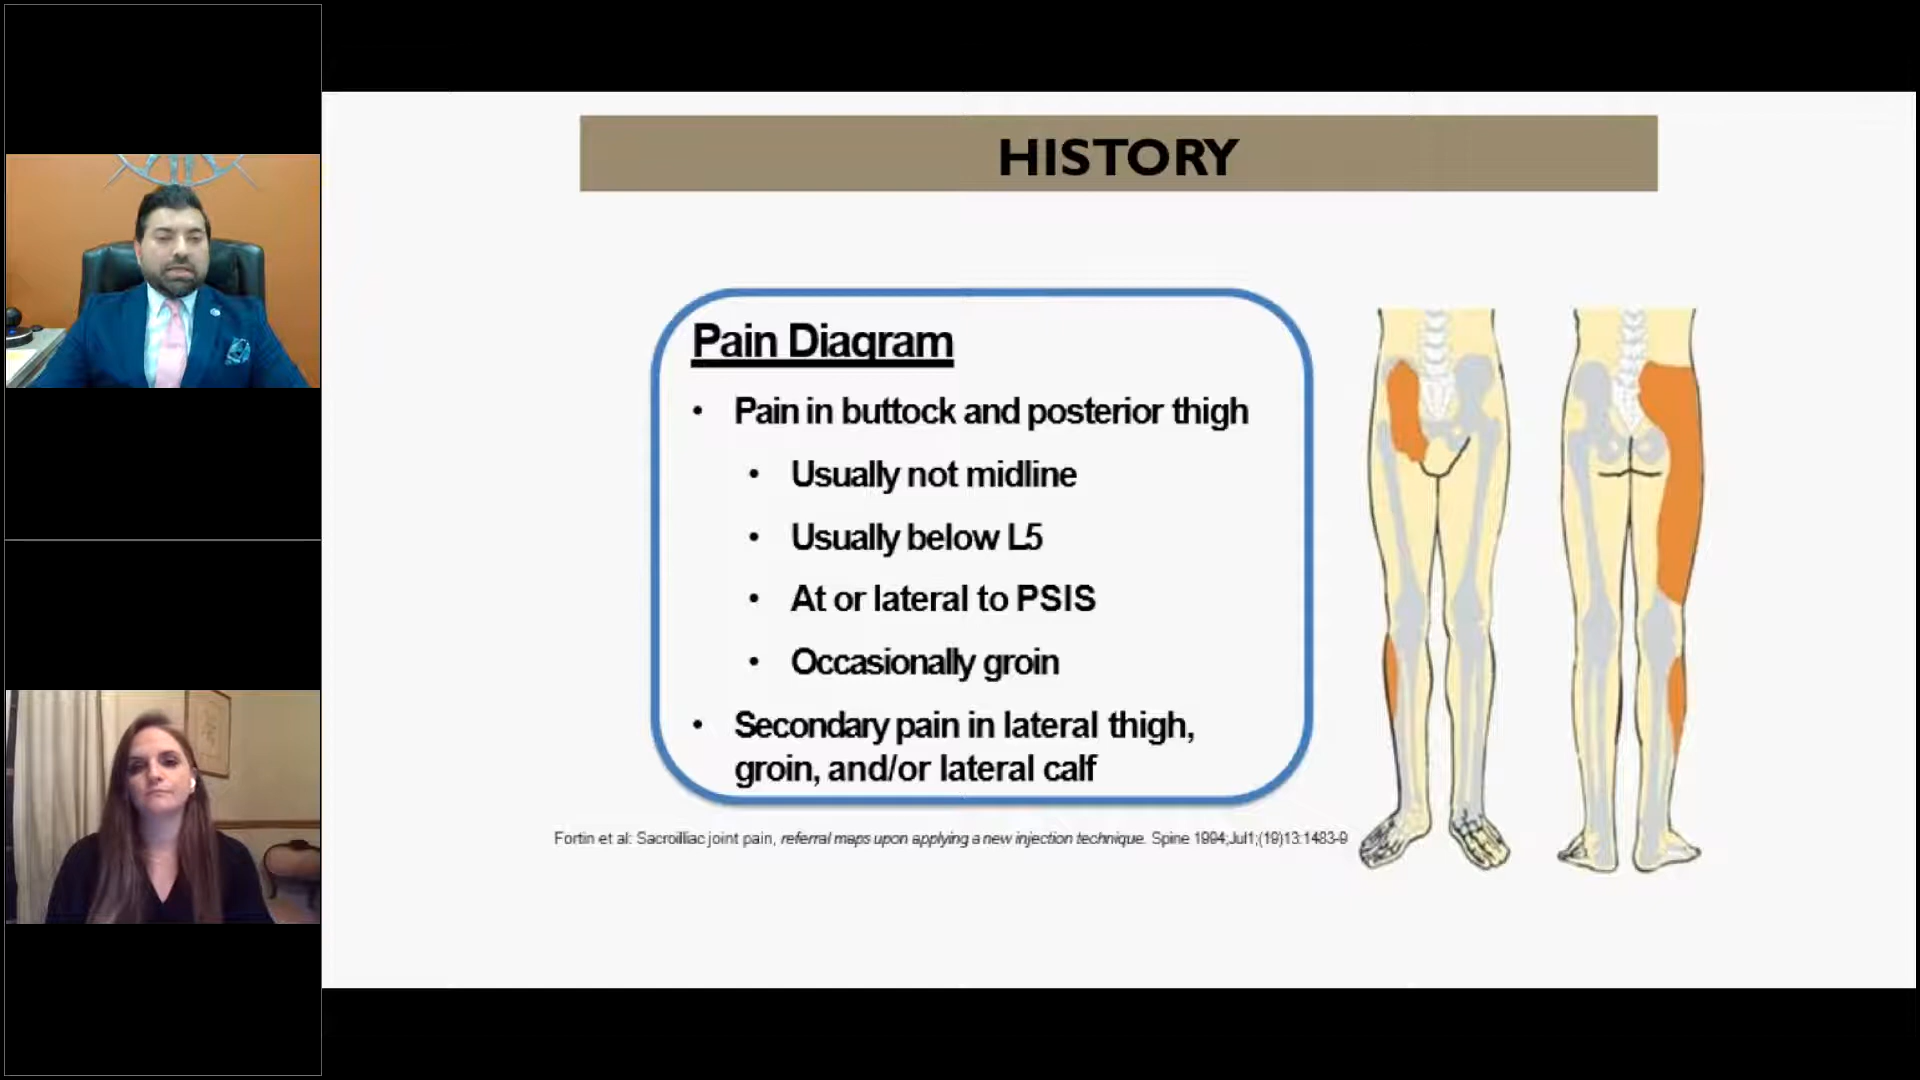 HISTORY
Pain Diagram
• Pain in buttock and posterior thigh
• Usually not midline
• Usually below L5
• At or lateral to PSIS
• Occasionally groin
• Secondary pain in lateral thigh,
groin, and/or lateral calf
Fortin et al: Sacroiliac joint pain, referral maps upon applying a new injection technique. Spine 1994;Jul1;(19)13:1483-9